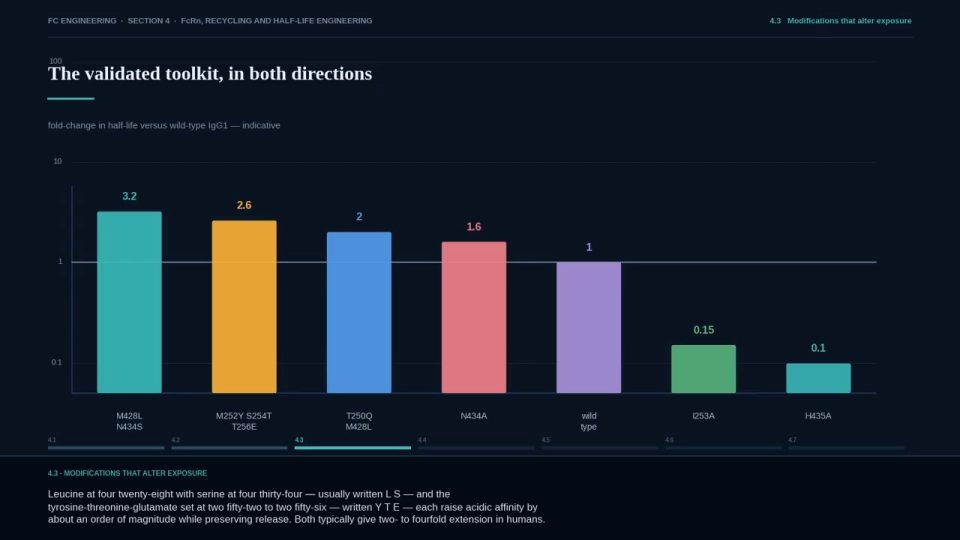 FC ENGINEERING · SECTION 4 · FcRn, RECYCLING AND HALF-LIFE ENGINEERING
4.3 Modifications that alter exposure
100
The validated toolkit, in both directions
fold-change in half-life versus wild-type IgG1 — indicative
10
3.2
2.6
2
1.6
1
1
0.15
0.1
0.1
M428L
N434S
M252Y S254T
T256E
T250Q
M428L
N434A
wild
type
I253A
H435A
4.1
4.2
4.3
4.4
4.5
4.6
4.7
4.3 · MODIFICATIONS THAT ALTER EXPOSURE
Leucine at four twenty-eight with serine at four thirty-four — usually written L S — and the
tyrosine-threonine-glutamate set at two fifty-two to two fifty-six — written Y T E — each raise acidic affinity by
about an order of magnitude while preserving release. Both typically give two- to fourfold extension in humans.